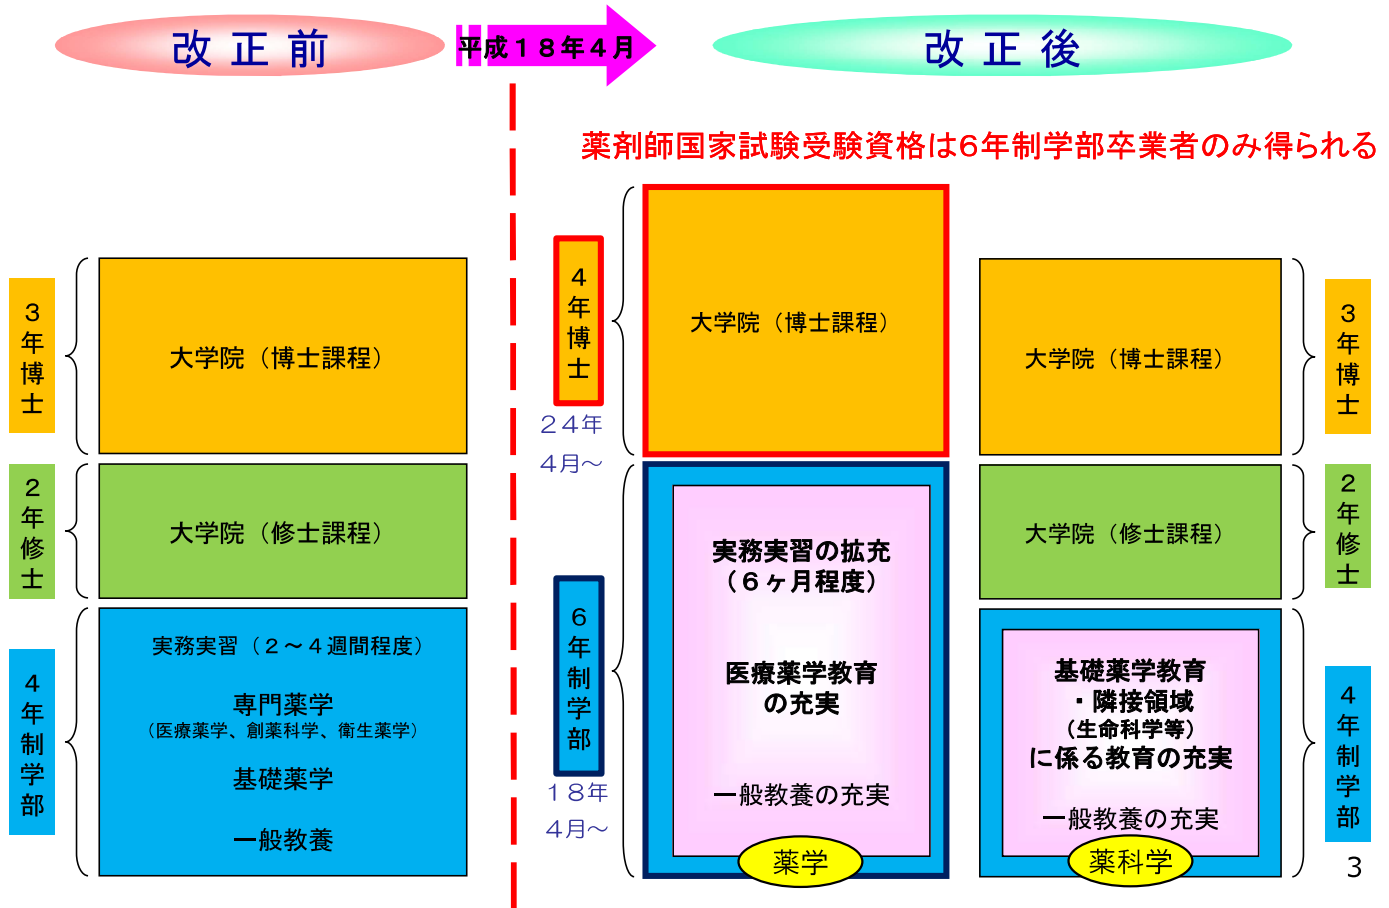 改正前
平成１８年４月
改正後
薬剤師国家試験受験資格は６年制学部卒業者のみ得られる
３年博士
大学院（博士課程）
２年修士
大学院（修士課程）
４年制学部
実務実習（２～４週間程度）
専門薬学
（医療薬学、創薬科学、衛生薬学）
基礎薬学
一般教養
４年博士
２４年
４月～
大学院（博士課程）
６年制学部
１８年
４月～
実務実習の拡充
（６ヶ月程度）
医療薬学教育
の充実
一般教養の充実
薬学
大学院（博士課程）
３年博士
大学院（修士課程）
２年修士
基礎薬学教育
・隣接領域
（生命科学等）
に係る教育の充実
一般教養の充実
薬科学
４年制学部
3